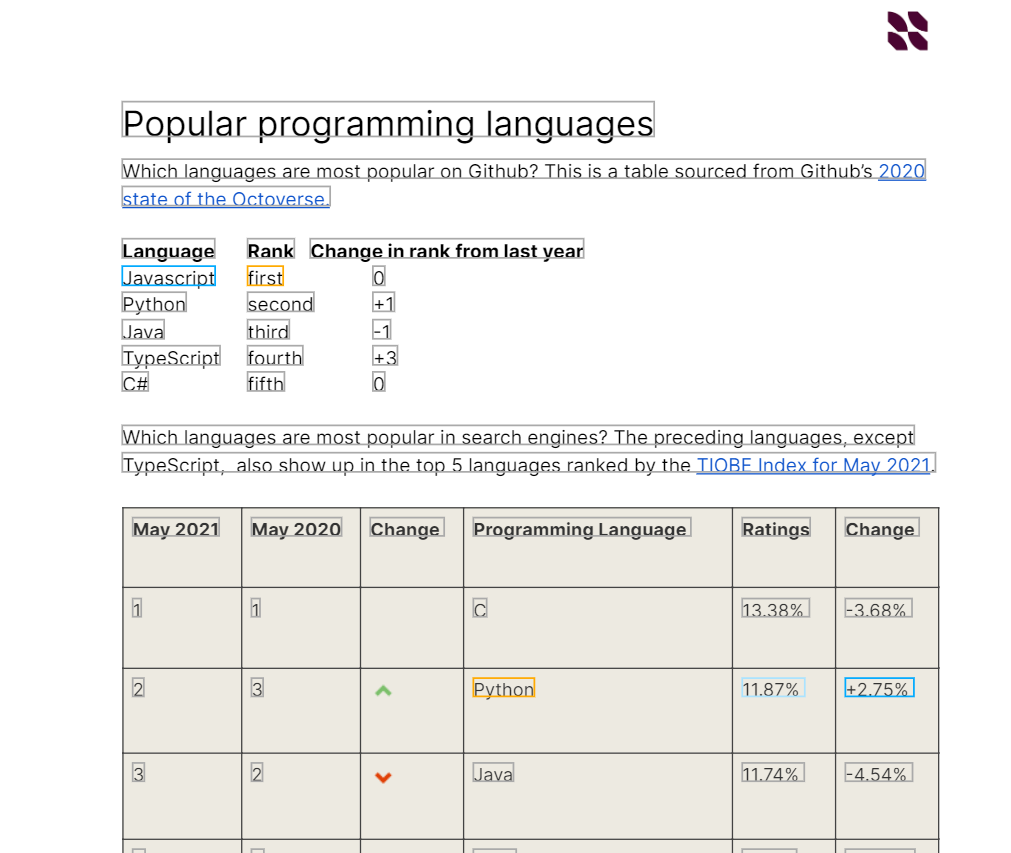 Popular programming languages
Which languages are most popular on Github? This is a table sourced from Github’s 2020
state of the Octoverse.
Language Rank Change in rank from last year
Javascript first 0
Python second +1
Java third -1
TypeScript fourth +3
C# fifth 0
Which languages are most popular in search engines? The preceding languages, except
TypeScript,  also show up in the top 5 languages ranked by the TIOBE Index for May 2021.
May 2021 May 2020 Change Programming Language Ratings Change
1 1 C 13.38% -3.68%
2 3 Python 11.87% +2.75%
3 2 Java 11.74% -4.54%